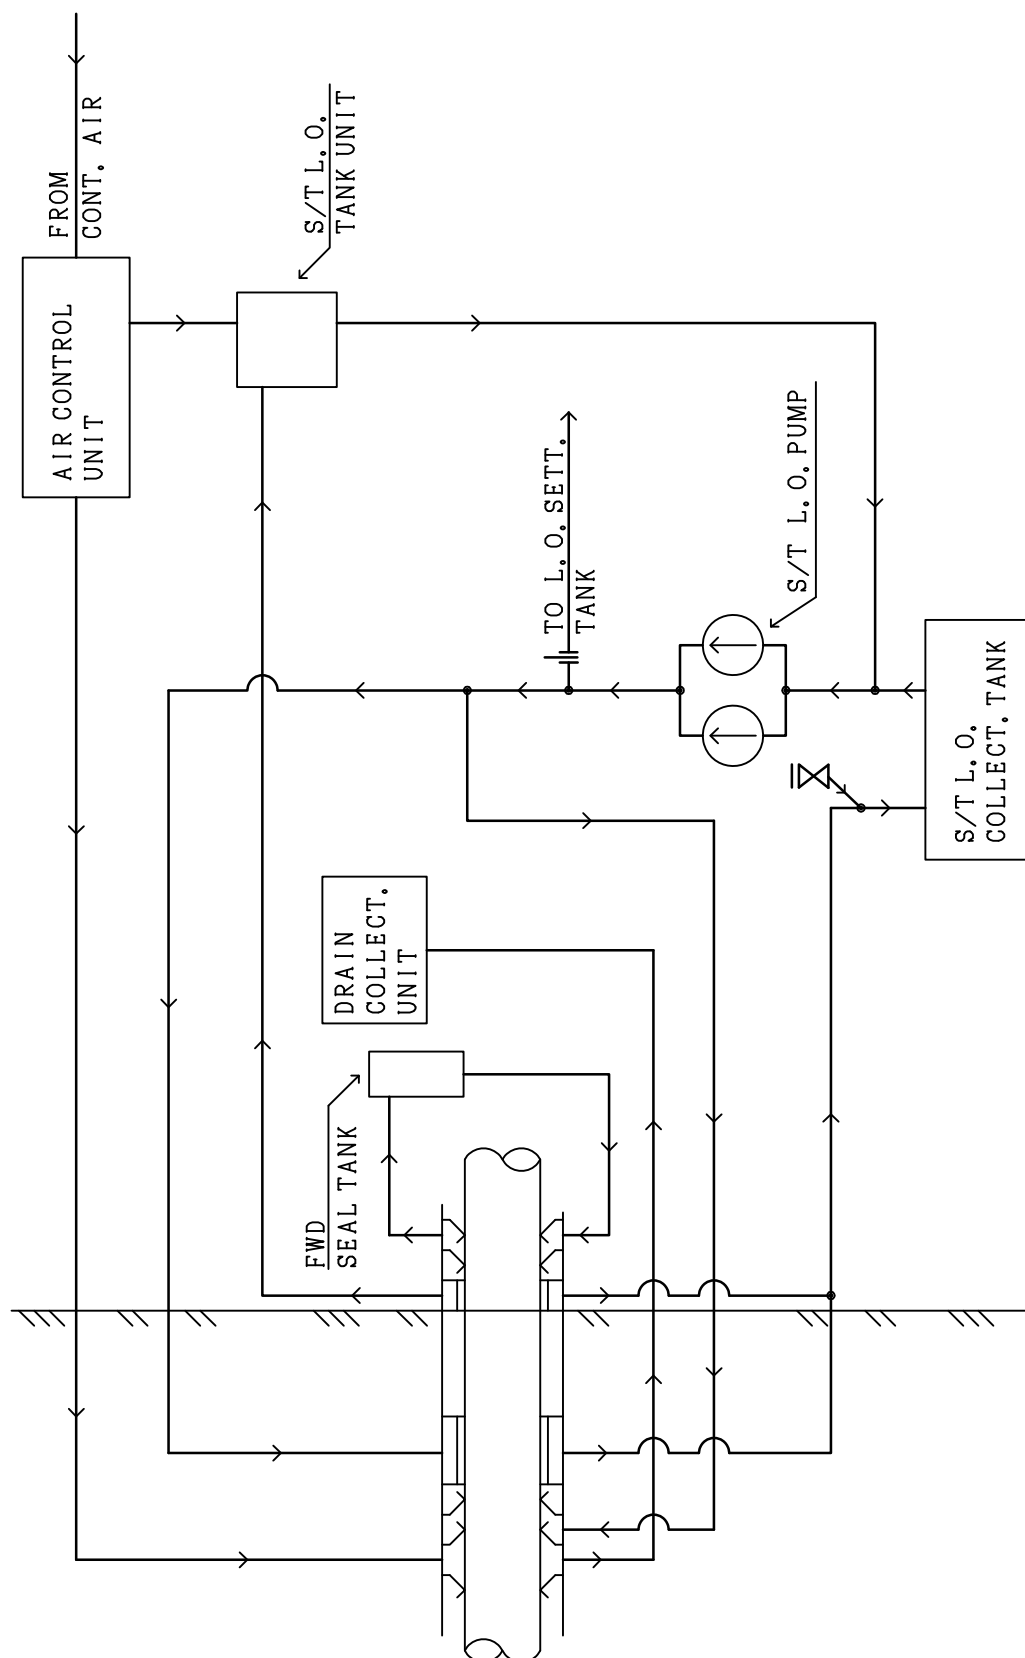 FROM
CONT. AIR
AIR CONTROL
UNIT
S/T L.O.
TANK UNIT
TO L.O. SETT.
TANK
S/T L.O. PUMP
S/T L.O.
COLLECT. TANK
DRAIN
COLLECT.
UNIT
FWD
SEAL TANK